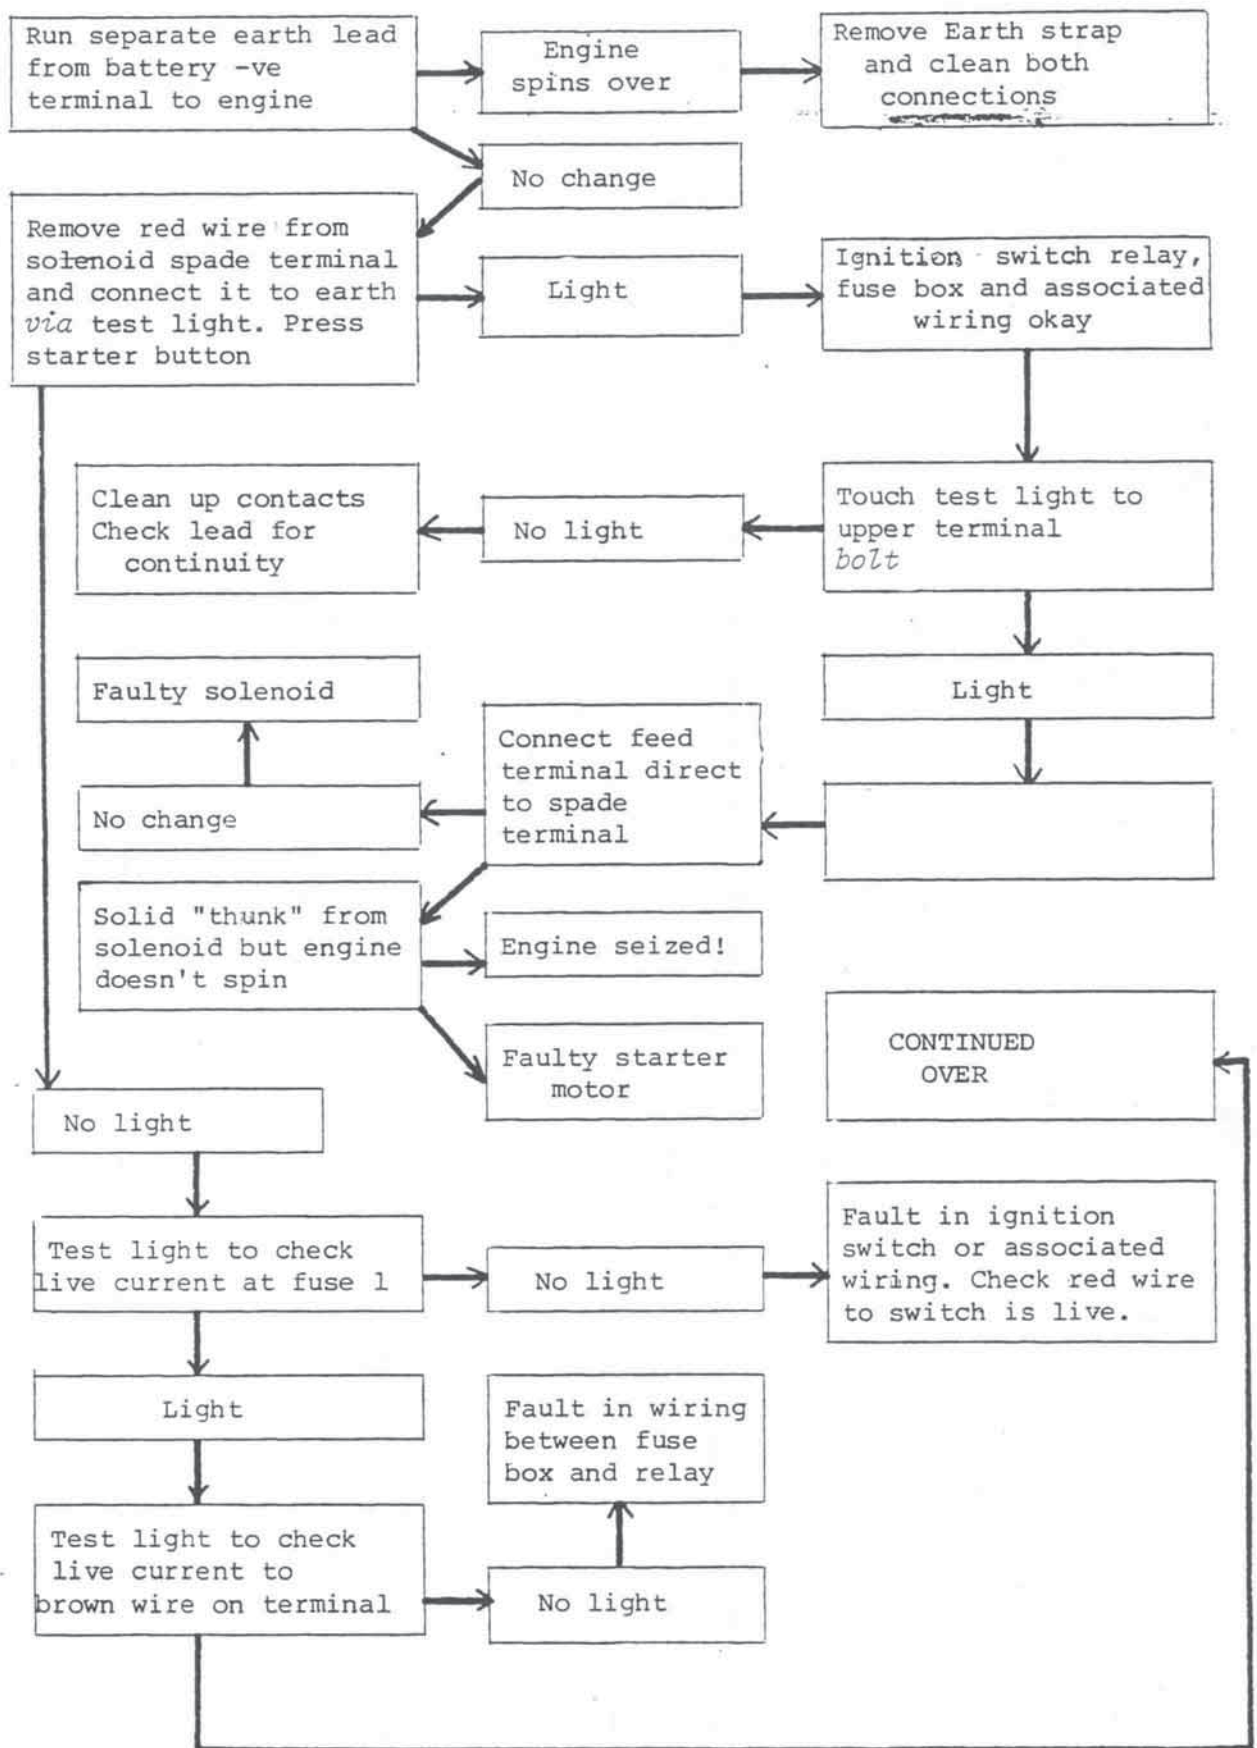 Run separate earth lead
from battery -ve
terminal to engine
Engine
spins over
Remove Earth strap
and clean both
connections
No change
Remove red wire from
solenoid spade terminal
and connect it to earth
via test light. Press
starter button
Light
Ignition switch relay,
fuse box and associated
wiring okay
Clean up contacts
Check lead for
continuity
No light
Touch test light to
upper terminal
bolt
Light
Faulty solenoid
Connect feed
terminal direct
to spade
terminal
No change
Solid "thunk" from
solenoid but engine
doesn't spin
Engine seized!
Faulty starter
motor
CONTINUED
OVER
No light
Test light to check
live current at fuse 1
No light
Fault in ignition
switch or associated
wiring. Check red wire
to switch is live.
Light
Fault in wiring
between fuse
box and relay
Test light to check
live current to
brown wire on terminal
No light